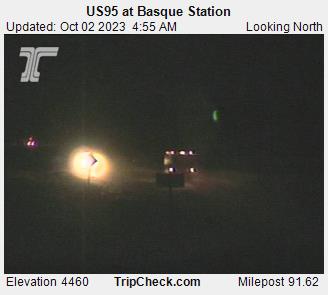 US95 at Basque Station
Updated: Oct 02 2023 4:55 AM Looking North
Elevation 4460 TripCheck.com Milepost 91.62